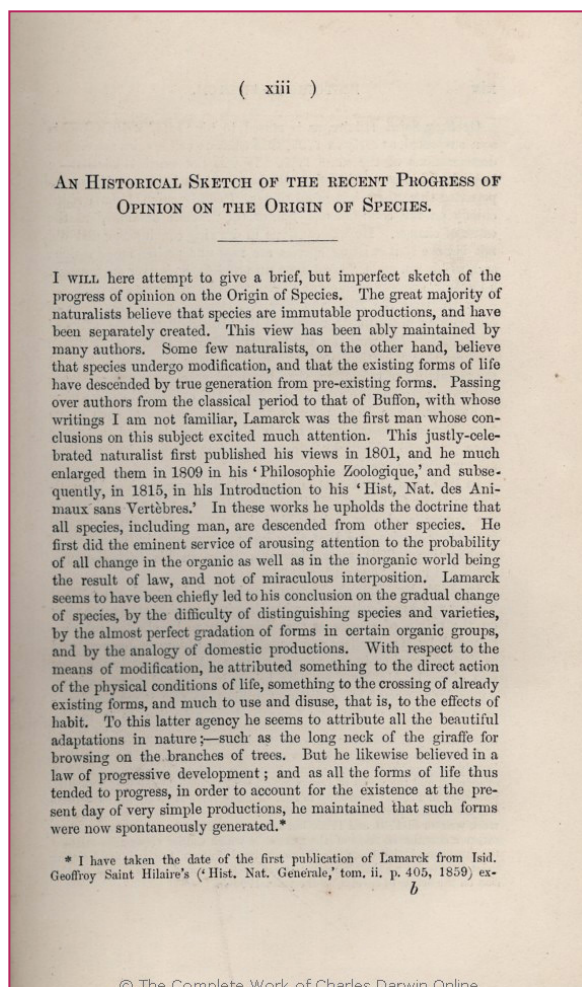 ( xiii )
AN HISTORICAL SKETCH OF THE RECENT PROGRESS OF
OPINION ON THE ORIGIN OF SPECIES.
I WILL here attempt to give a brief, but imperfect sketch of the
progress of opinion on the Origin of Species. The great majority of
naturalists believe that species are immutable productions, and have
been separately created. This view has been ably maintained by
many authors. Some few naturalists, on the other hand, believe
that species undergo modification, and that the existing forms of life
have descended by true generation from pre-existing forms. Passing
over authors from the classical period to that of Buffon, with whose
writings I am not familiar, Lamarck was the first man whose con-
clusions on this subject excited much attention. This justly-cele-
brated naturalist first published his views in 1801, and he much
enlarged them in 1809 in his ‘Philosophie Zoologique,’ and subse-
quently, in 1815, in his Introduction to his ‘Hist. Nat. des Ani-
maux sans Vertèbres.’ In these works he upholds the doctrine that
all species, including man, are descended from other species. He
first did the eminent service of arousing attention to the probability
of all change in the organic as well as in the inorganic world being
the result of law, and not of miraculous interposition. Lamarck
seems to have been chiefly led to his conclusion on the gradual change
of species, by the difficulty of distinguishing species and varieties,
by the almost perfect gradation of forms in certain organic groups,
and by the analogy of domestic productions. With respect to the
means of modification, he attributed something to the direct action
of the physical conditions of life, something to the crossing of already
existing forms, and much to use and disuse, that is, to the effects of
habit. To this latter agency he seems to attribute all the beautiful
adaptations in nature;—such as the long neck of the giraffe for
browsing on the branches of trees. But he likewise believed in a
law of progressive development; and as all the forms of life thus
tended to progress, in order to account for the existence at the pre-
sent day of very simple productions, he maintained that such forms
were now spontaneously generated.*
* I have taken the date of the first publication of Lamarck from Isid.
Geoffroy Saint Hilaire's (‘Hist. Nat. Générale,’ tom. ii. p. 405, 1859) ex-
b
© The Complete Work of Charles Darwin Online